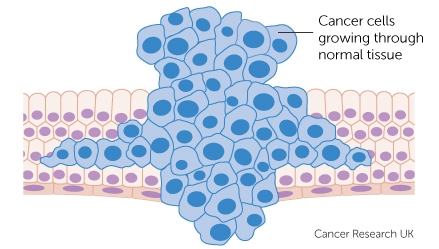 Cancer cells
growing through
normal tissue
Cancer Research UK